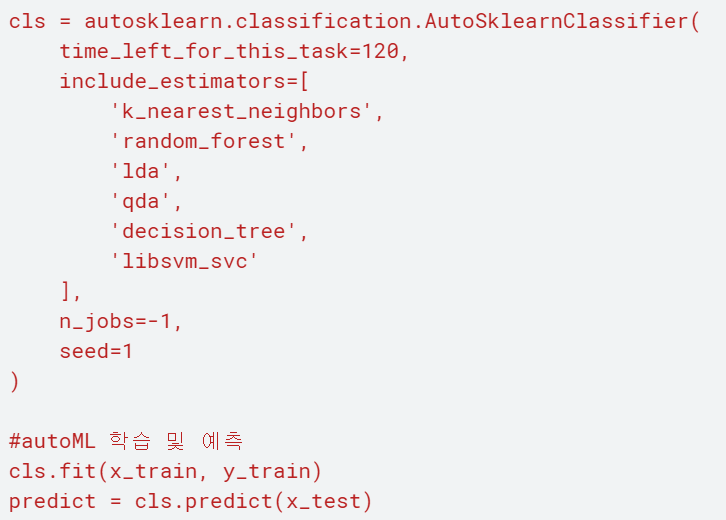 cls = autosklearn.classification.AutoSklearnClassifier(
    time_left_for_this_task=120,
    include_estimators=[
        'k_nearest_neighbors',
        'random_forest',
        'lda',
        'qda',
        'decision_tree',
        'libsvm_svc'
    ],
    n_jobs=-1,
    seed=1
)

#autoML 학습 및 예측
cls.fit(x_train, y_train)
predict = cls.predict(x_test)